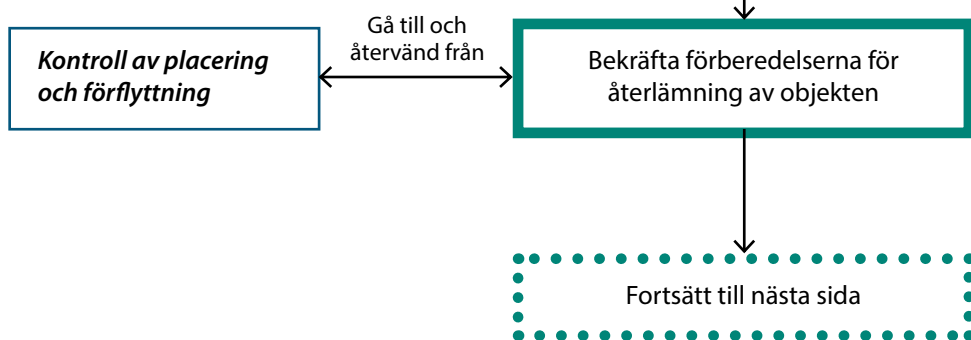 Kontroll av placering
och förflyttning
Gå till och
återvänd från
Bekräfta förberedelserna för
återlämning av objekten
Fortsätt till nästa sida